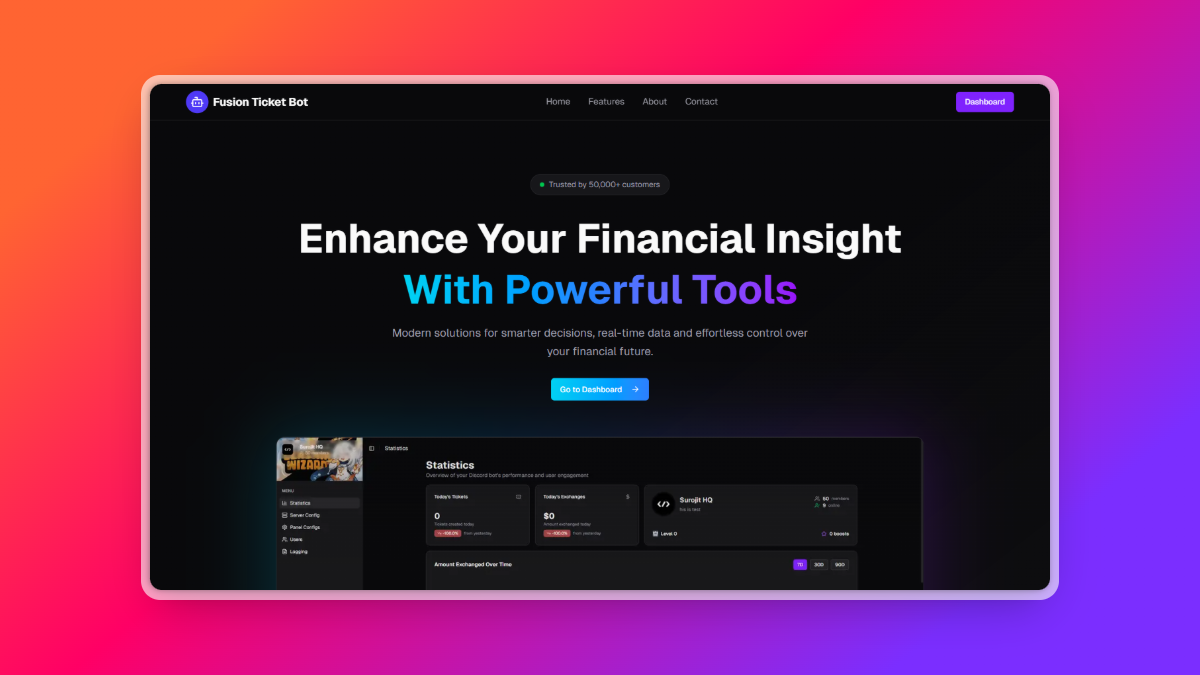 Fusion Ticket Bot
Home Features About Contact
Dashboard
Trusted by 50,000+ customers
Enhance Your Financial Insight
With Powerful Tools
Modern solutions for smarter decisions, real-time data and effortless control over
your financial future.
Go to Dashboard
Surojit HQ
WIZARD
MENU
Statistics
Server Config
Panel Configs
Users
Logging
Statistics
Statistics
Overview of your Discord bot's performance and user engagement
Today's Tickets
0
Tickets created today
-100.0% from yesterday
Today's Exchanges
$
$0
Amount exchanged today
-100.0% from yesterday
Surojit HQ
50 members
9 online
Level 0
0 boosts
Amount Exchanged Over Time
7D 30D 90D